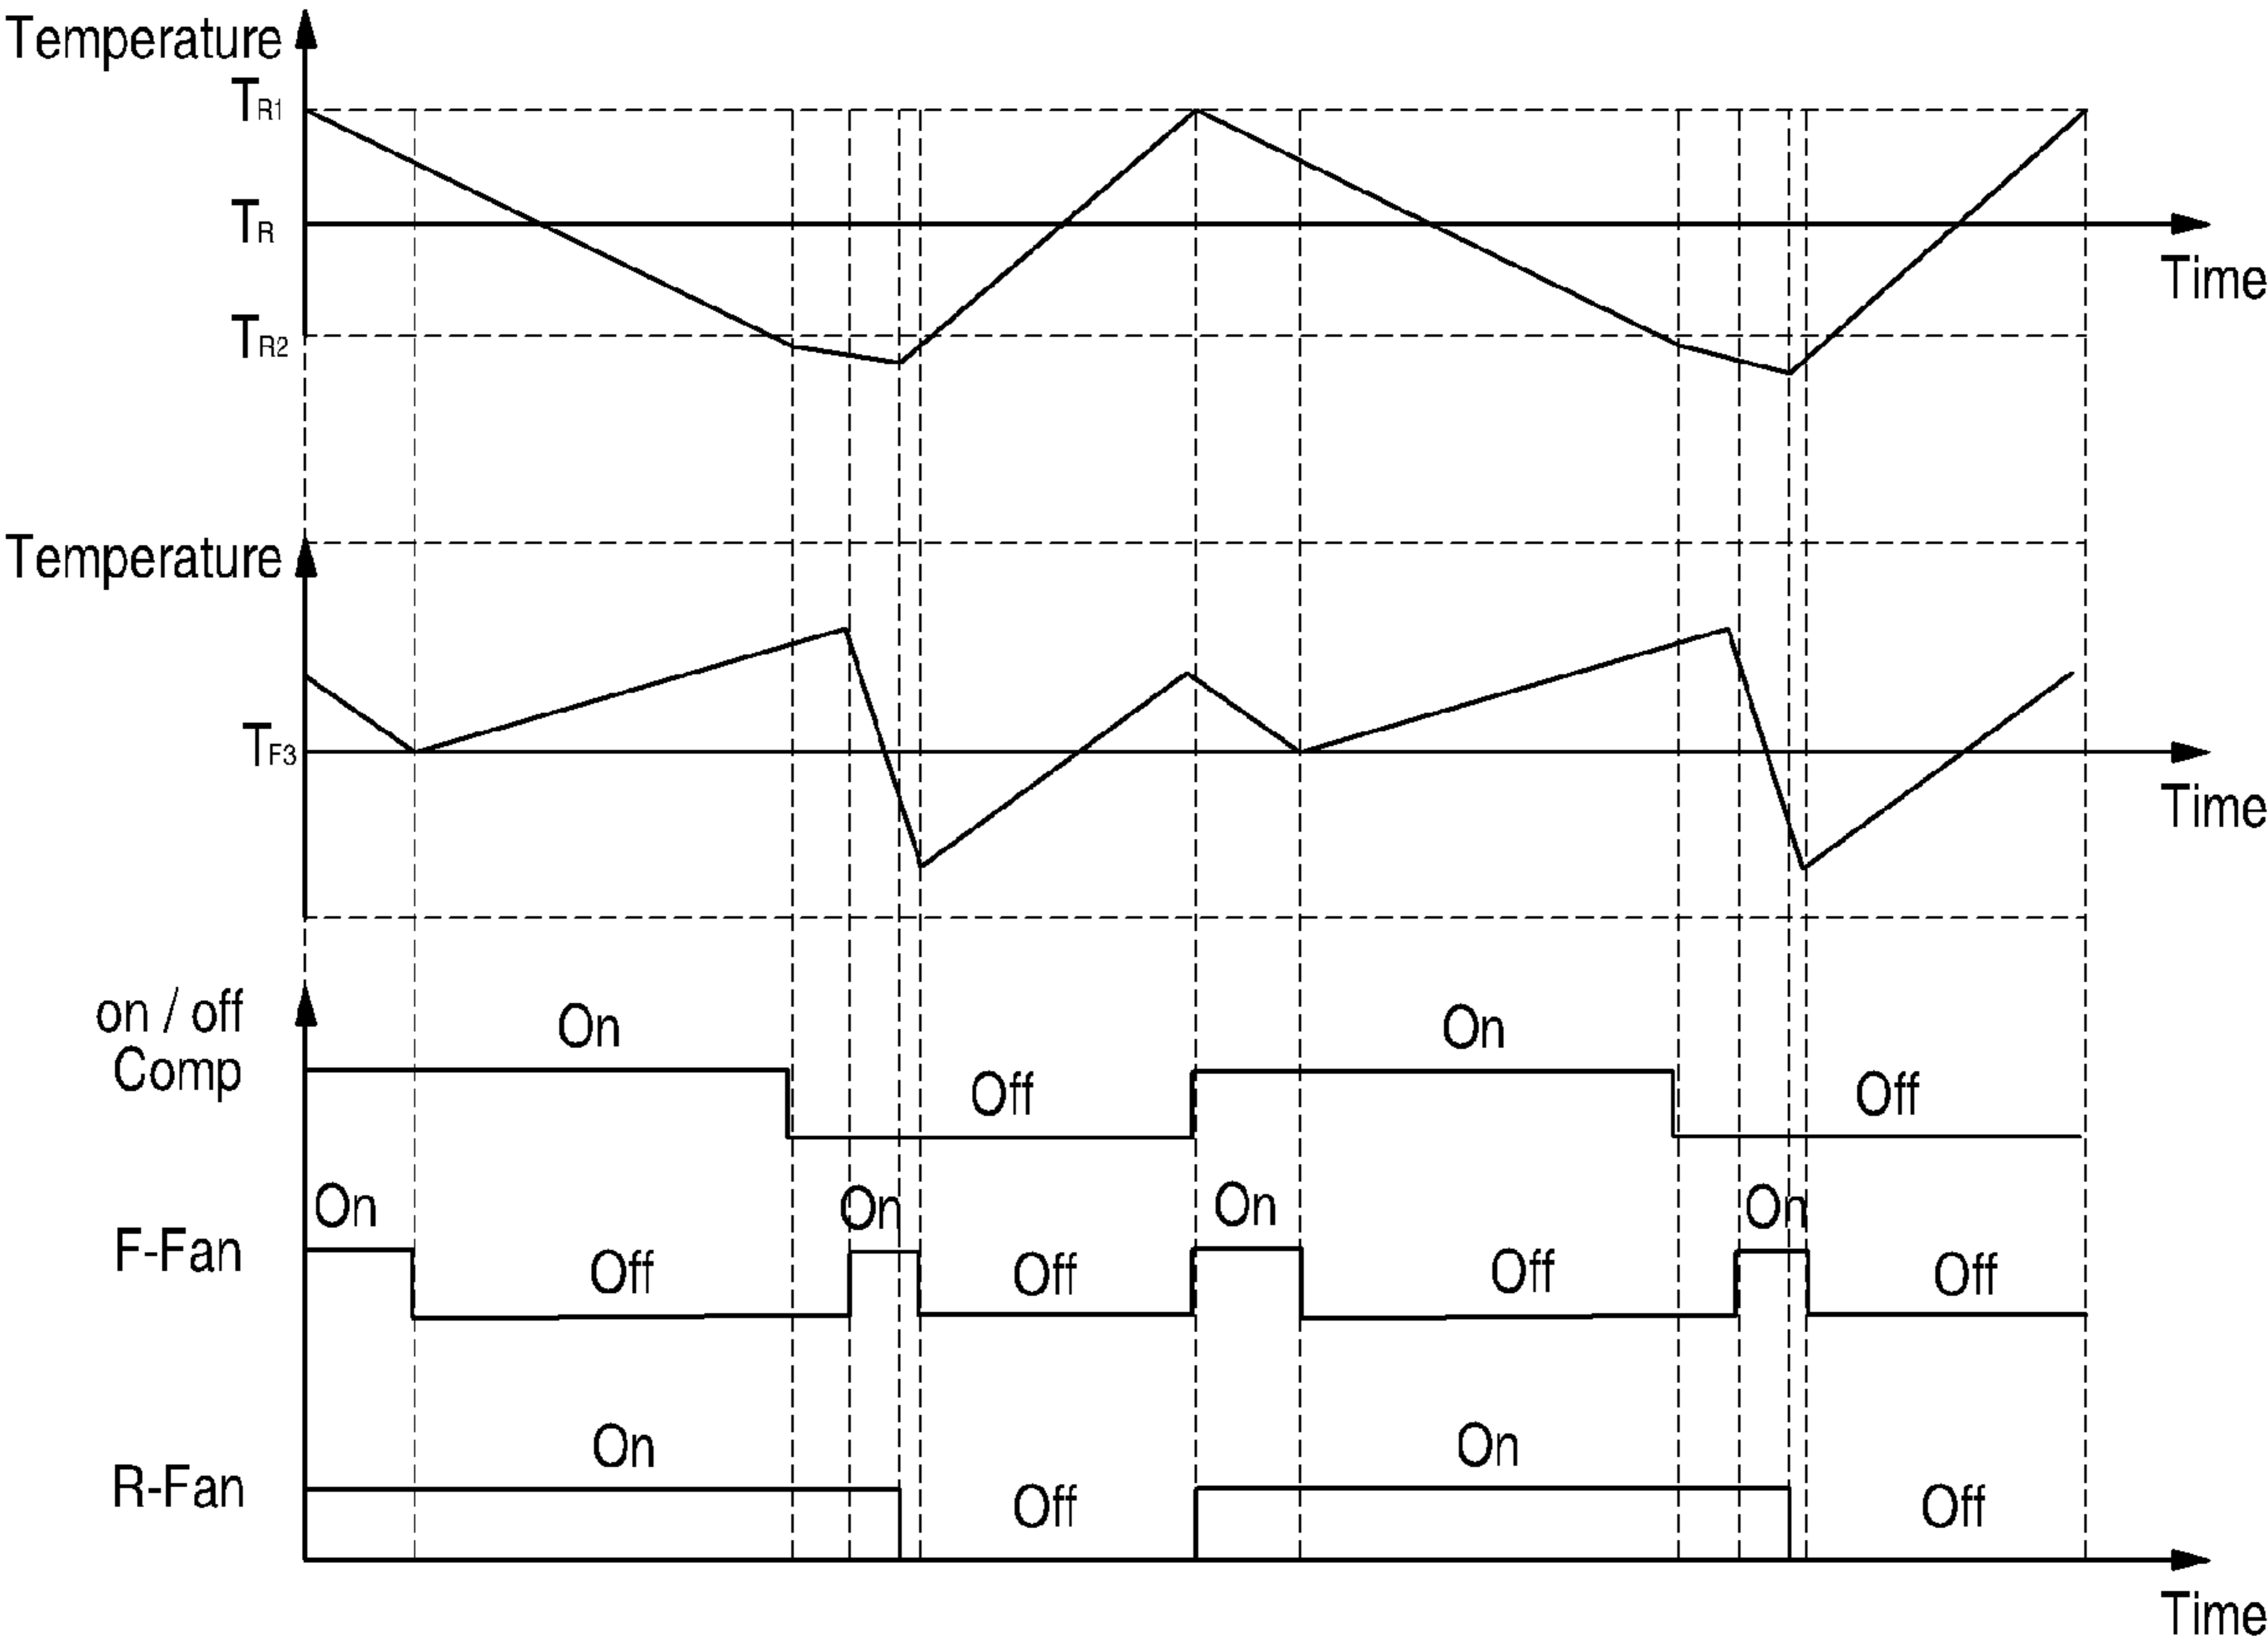 Temperature
TR1
TR
Time
TR2
Temperature
TF3
Time
on / off
Comp
On
On
Off
Off
On
On
On
On
F-Fan
Off
Off
Off
Off
On
On
R-Fan
Off
Off
Time